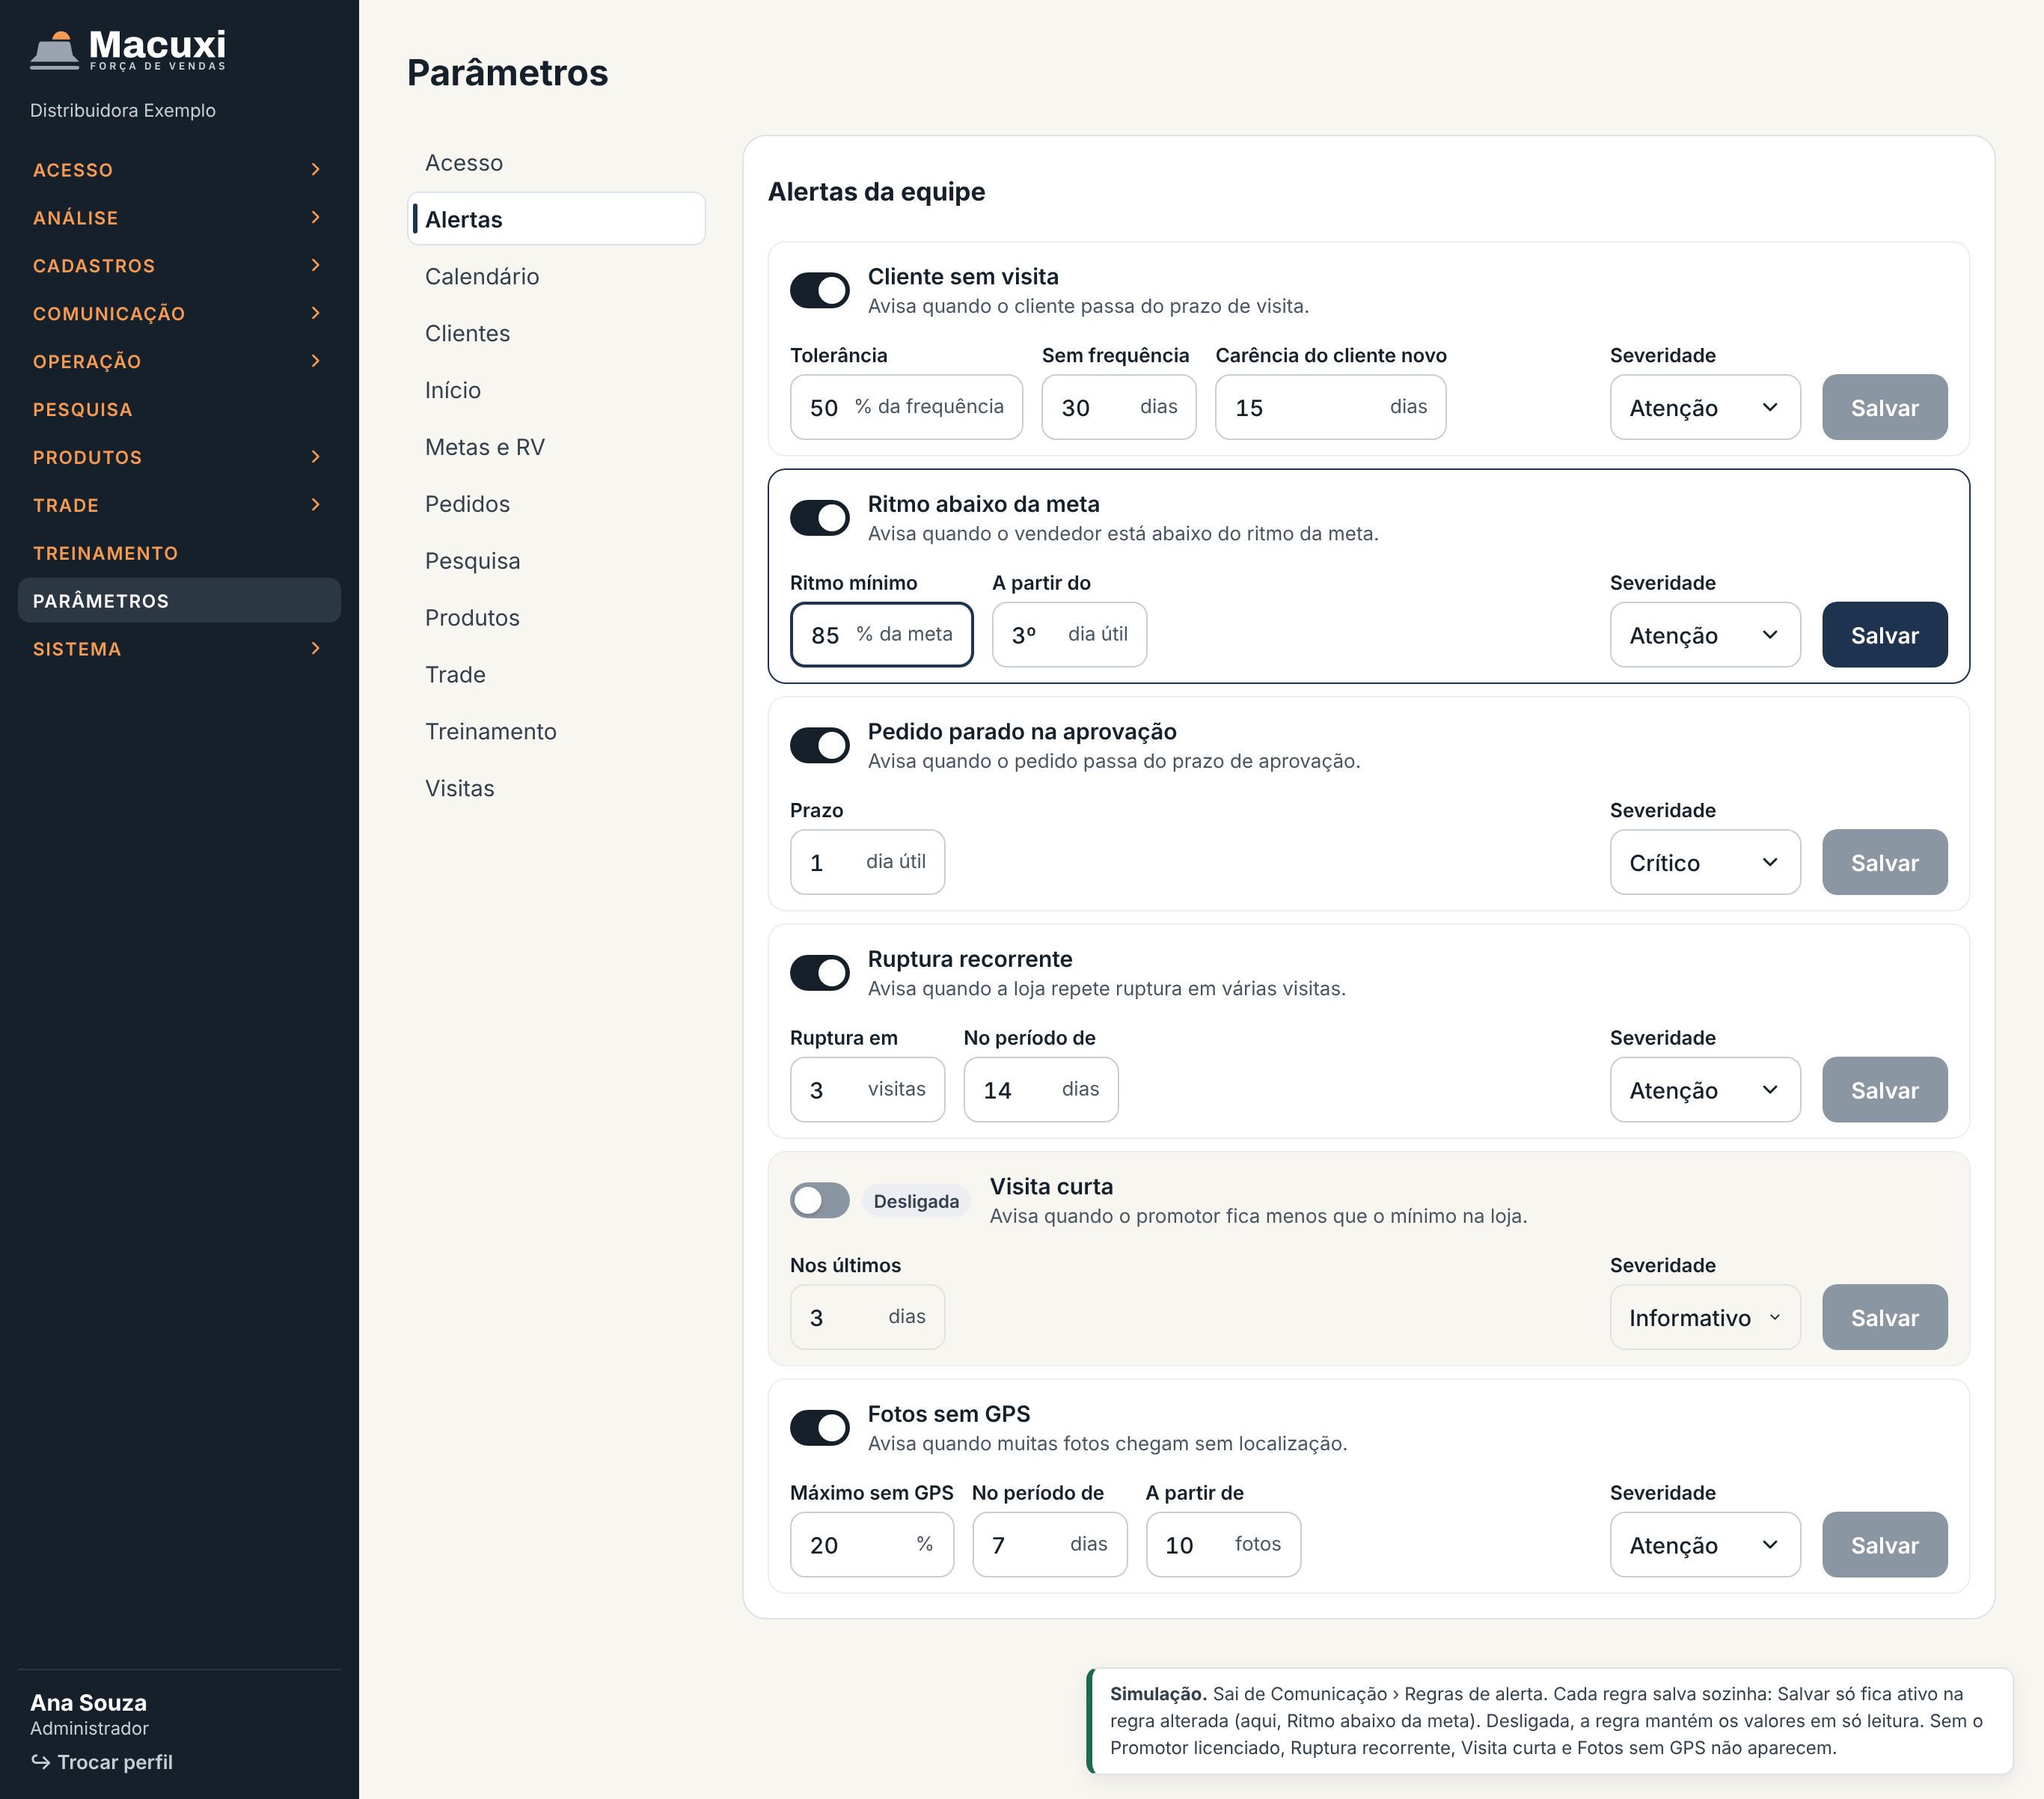 Macuxi
FORÇA DE VENDAS
Distribuidora Exemplo
ACESSO
ANÁLISE
CADASTROS
COMUNICAÇÃO
OPERAÇÃO
PESQUISA
PRODUTOS
TRADE
TREINAMENTO
PARÂMETROS
SISTEMA
Ana Souza
Administrador
Trocar perfil
Parâmetros
Acesso
Alertas
Calendário
Clientes
Início
Metas e RV
Pedidos
Pesquisa
Produtos
Trade
Treinamento
Visitas
Alertas da equipe
Cliente sem visita
Avisa quando o cliente passa do prazo de visita.
Tolerância Sem frequência Carência do cliente novo Severidade
50 % da frequência 30 dias 15 dias Atenção Salvar
Ritmo abaixo da meta
Avisa quando o vendedor está abaixo do ritmo da meta.
Ritmo mínimo A partir do Severidade
85 % da meta 3º dia útil Atenção Salvar
Pedido parado na aprovação
Avisa quando o pedido passa do prazo de aprovação.
Prazo Severidade
1 dia útil Crítico Salvar
Ruptura recorrente
Avisa quando a loja repete ruptura em várias visitas.
Ruptura em No período de Severidade
3 visitas 14 dias Atenção Salvar
Desligada Visita curta
Avisa quando o promotor fica menos que o mínimo na loja.
Nos últimos Severidade
3 dias Informativo Salvar
Fotos sem GPS
Avisa quando muitas fotos chegam sem localização.
Máximo sem GPS No período de A partir de Severidade
20 % 7 dias 10 fotos Atenção Salvar
Simulação. Sai de Comunicação › Regras de alerta. Cada regra salva sozinha: Salvar só fica ativo na
regra alterada (aqui, Ritmo abaixo da meta). Desligada, a regra mantém os valores em só leitura. Sem o
Promotor licenciado, Ruptura recorrente, Visita curta e Fotos sem GPS não aparecem.